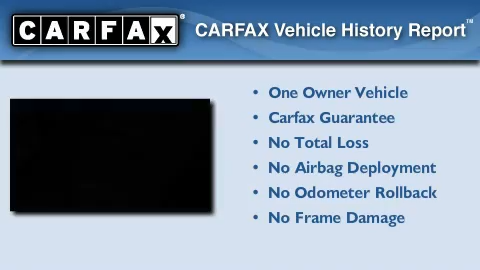 CARFAX® CARFAX Vehicle History Report™
• One Owner Vehicle
• Carfax Guarantee
• No Total Loss
• No Airbag Deployment
• No Odometer Rollback
• No Frame Damage